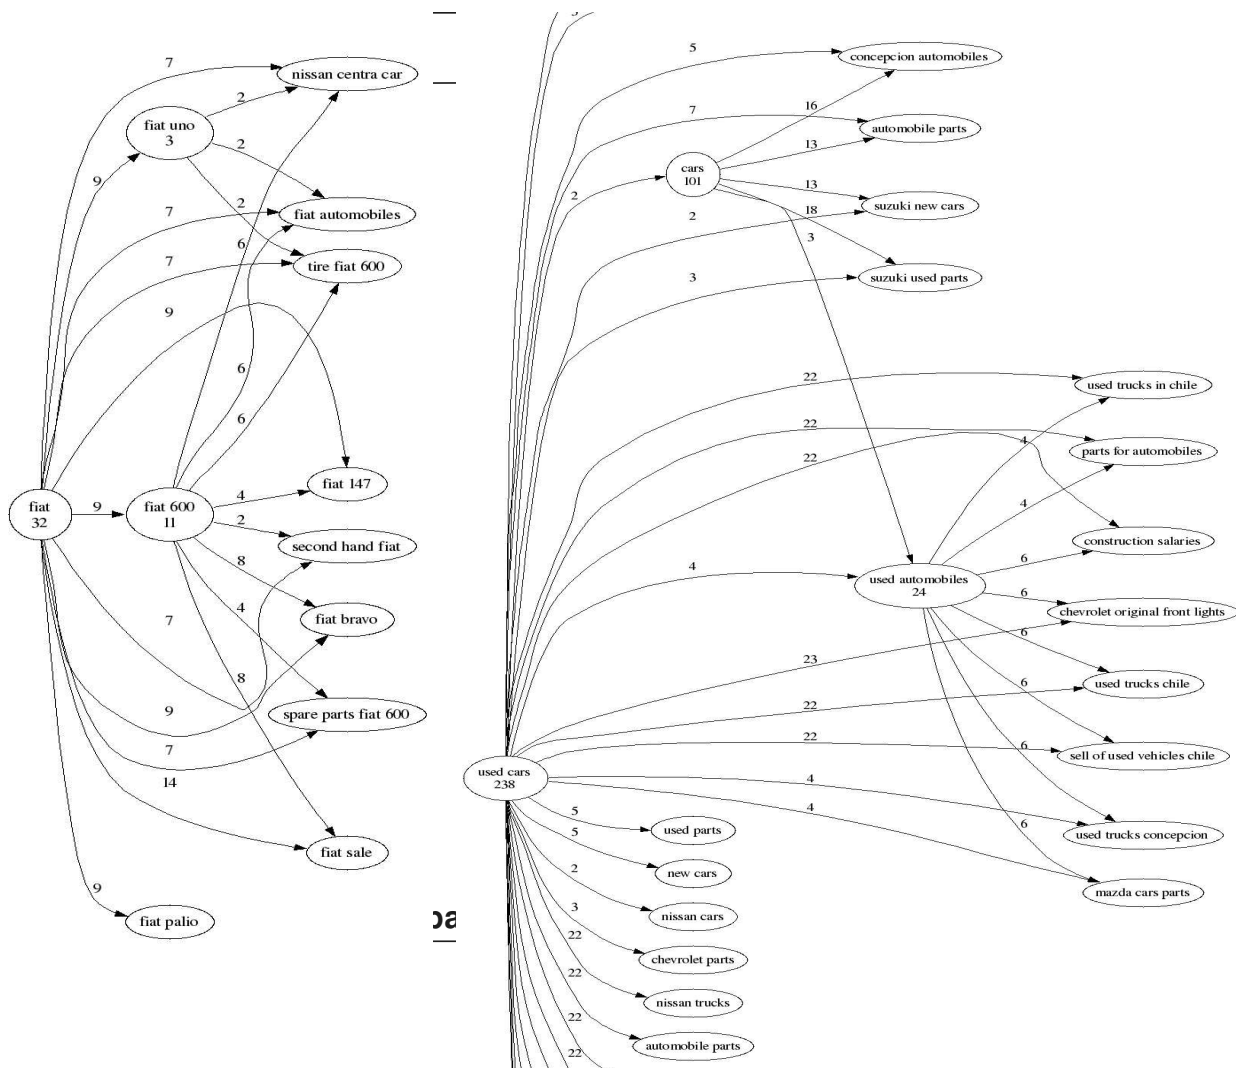 7
nissan centra car
2
fiat uno
3
2
9
2
7
fiat automobiles
6
7
tire fiat 600
9
6
6
fiat 147
fiat
32
9
fiat 600
11
4
2
second hand fiat
8
4
fiat bravo
7
8
9
spare parts fiat 600
7
14
fiat sale
9
fiat palio
ba
5
concepcion automobiles
16
7
automobile parts
13
cars
101
2
13
suzuki new cars
2
18
3
3
suzuki used parts
22
used trucks in chile
22
4
parts for automobiles
22
4
construction salaries
4
6
used automobiles
24
6
chevrolet original front lights
6
23
used trucks chile
6
22
22
6
sell of used vehicles chile
used cars
238
4
4
used trucks concepcion
6
mazda cars parts
5
used parts
5
new cars
2
nissan cars
3
22
chevrolet parts
22
nissan trucks
22
automobile parts
22